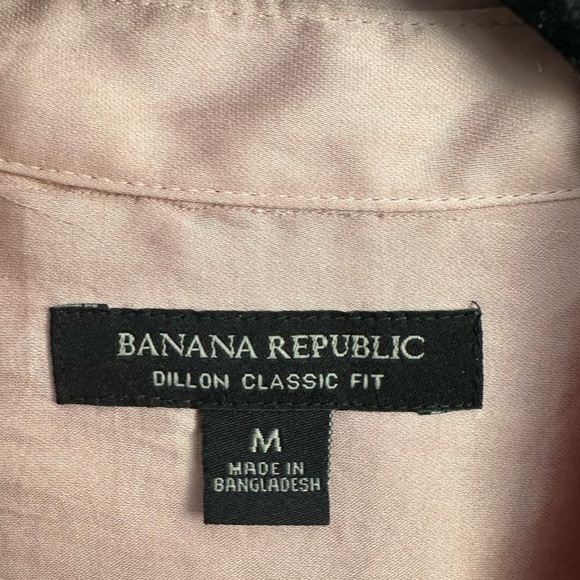 BANANA REPUBLIC
DILLON CLASSIC FIT
M
MADE IN
BANGLADESH